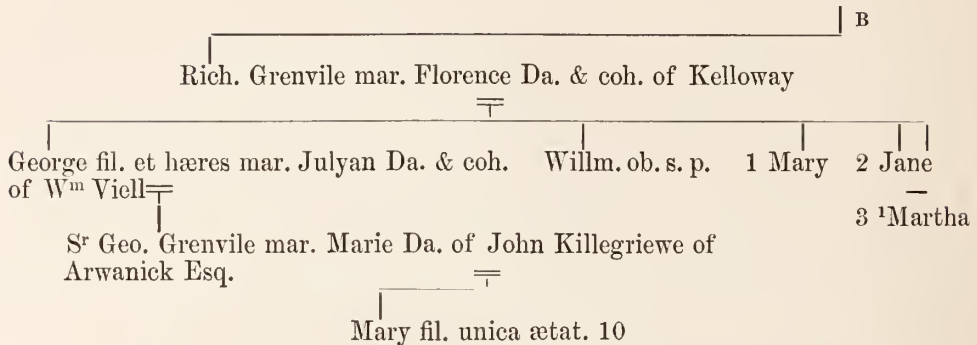 B
Rich. Grenvile mar. Florence Da. & coh. of Kelloway
George fil. et hæres mar. Julyan Da. & coh. of Wᵐ Viell
Willm. ob. s. p.
1 Mary
2 Jane
3 ¹Martha
Sʳ Geo. Grenvile mar. Marie Da. of John Killegriewe of
Arwanick Esq.
Mary fil. unica ætat. 10